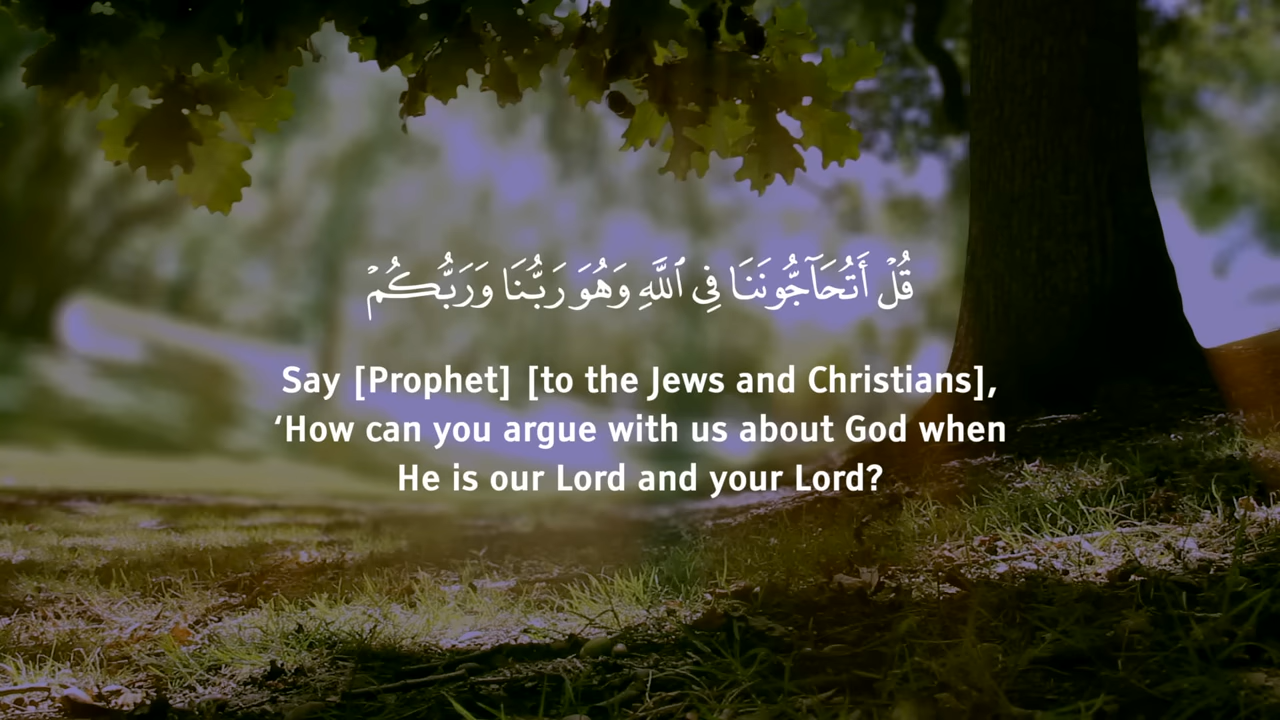 قُلۡ أَتُحَآجُّونَنَا فِي ٱللَّهِ وَهُوَ رَبُّنَا وَرَبُّكُمۡ
Say [Prophet] [to the Jews and Christians],
‘How can you argue with us about God when
He is our Lord and your Lord?